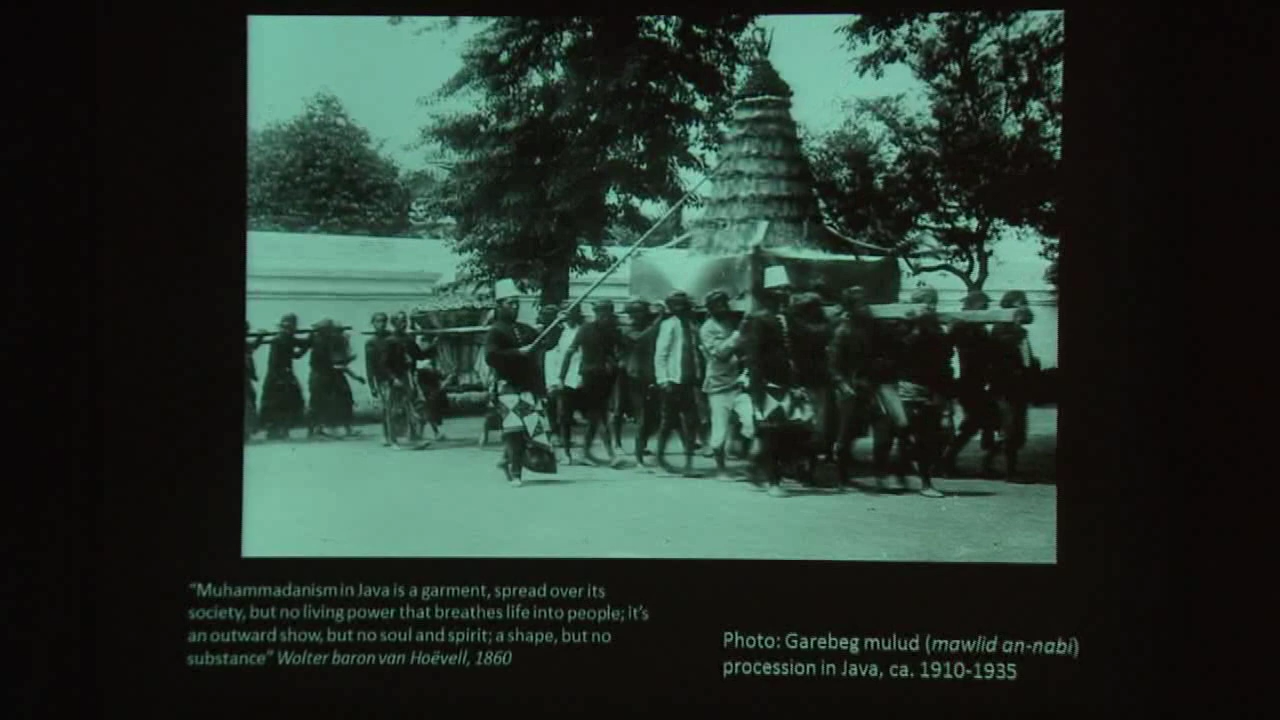 “Muhammadanism in Java is a garment, spread over its
society, but no living power that breathes life into people; it’s
an outward show, but no soul and spirit; a shape, but no
substance” Wolter baron van Hoëvell, 1860
Photo: Garebeg mulud (mawlid an-nabi)
procession in Java, ca. 1910-1935